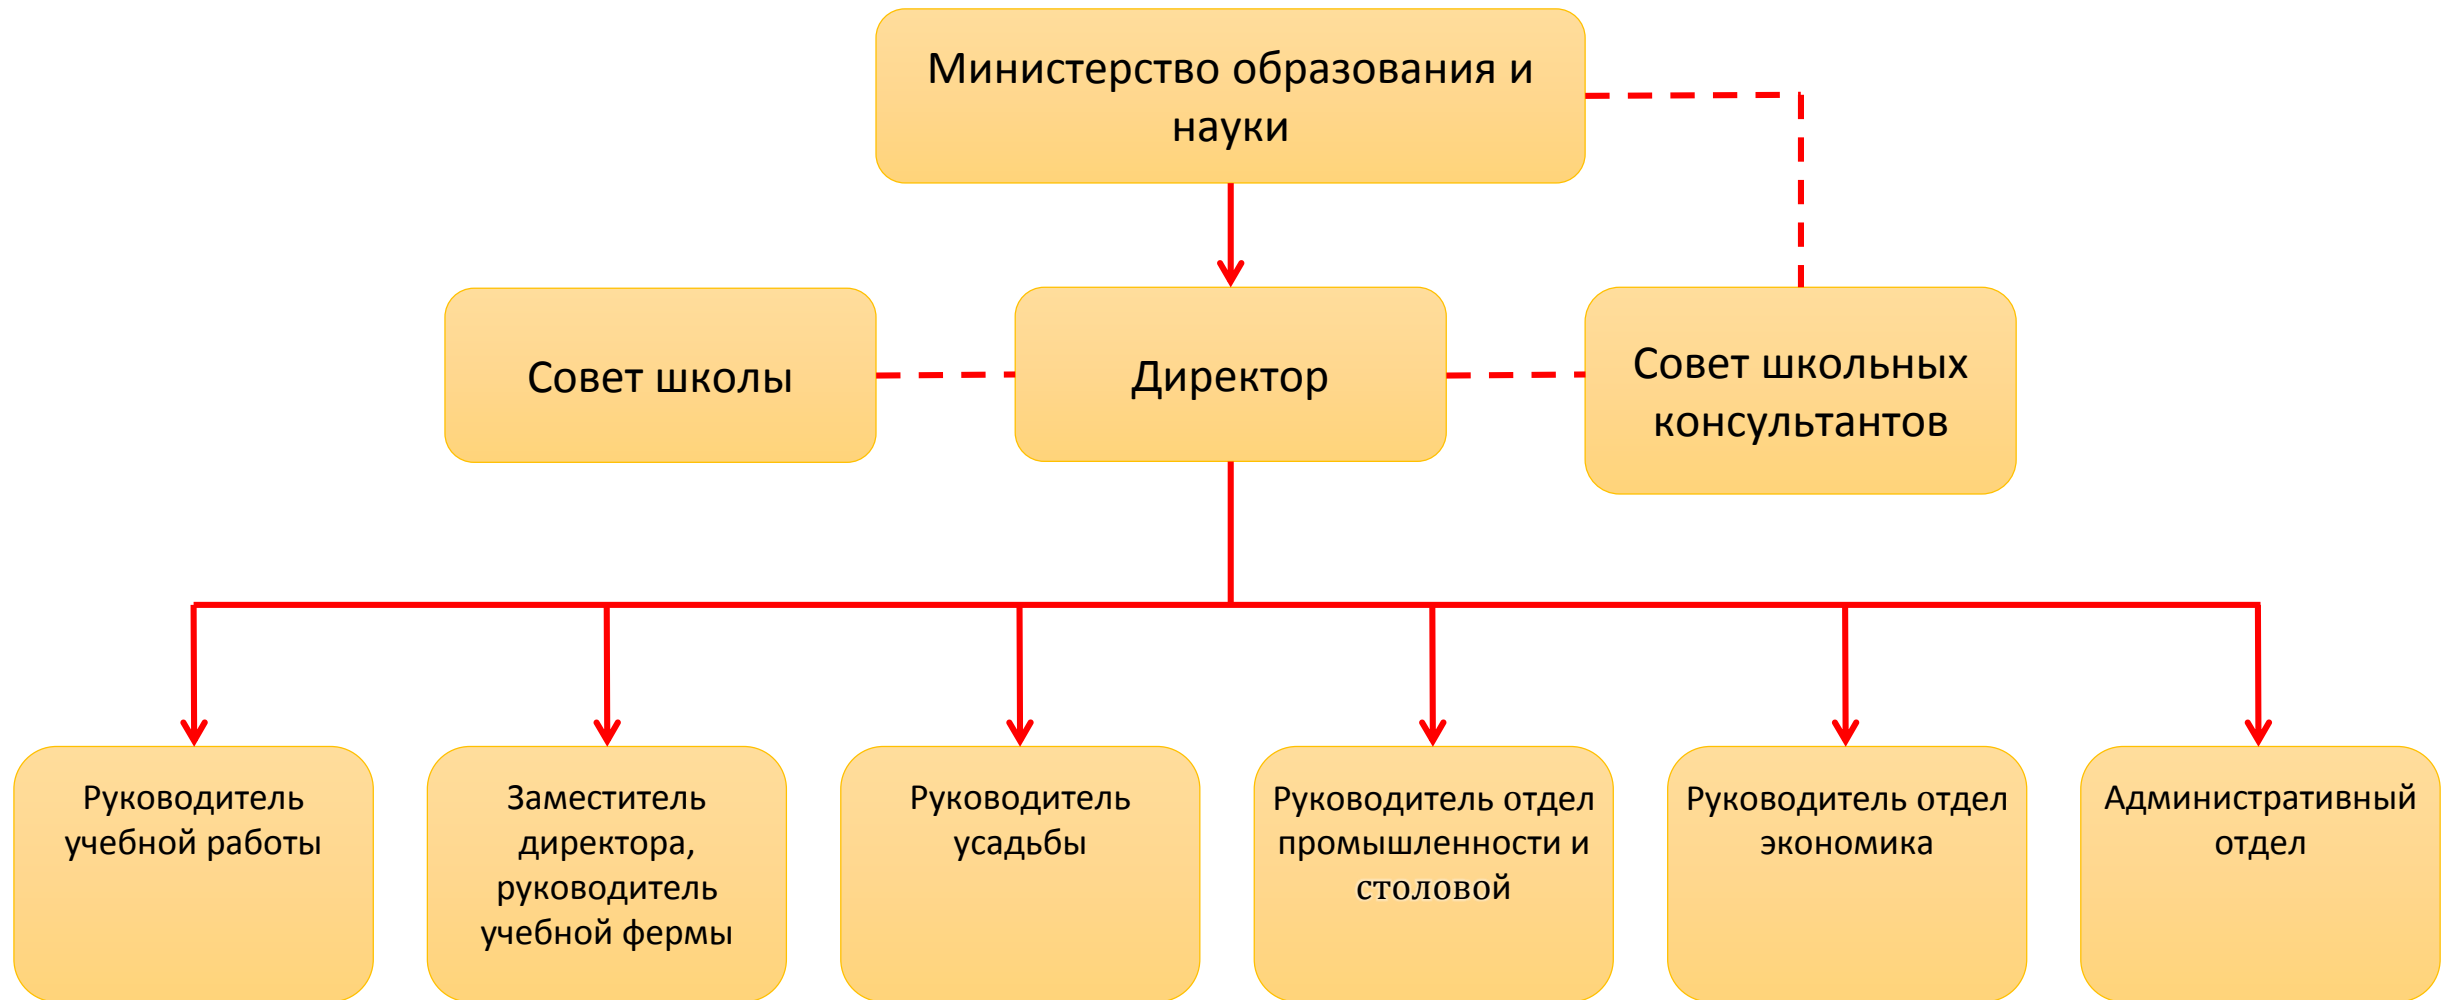 Министерство образования и
науки
Совет школы
Директор
Совет школьных
консультантов
Руководитель
учебной работы
Заместитель
директора,
руководитель
учебной фермы
Руководитель
усадьбы
Руководитель отдел
промышленности и
столовой
Руководитель отдел
экономика
Административный
отдел